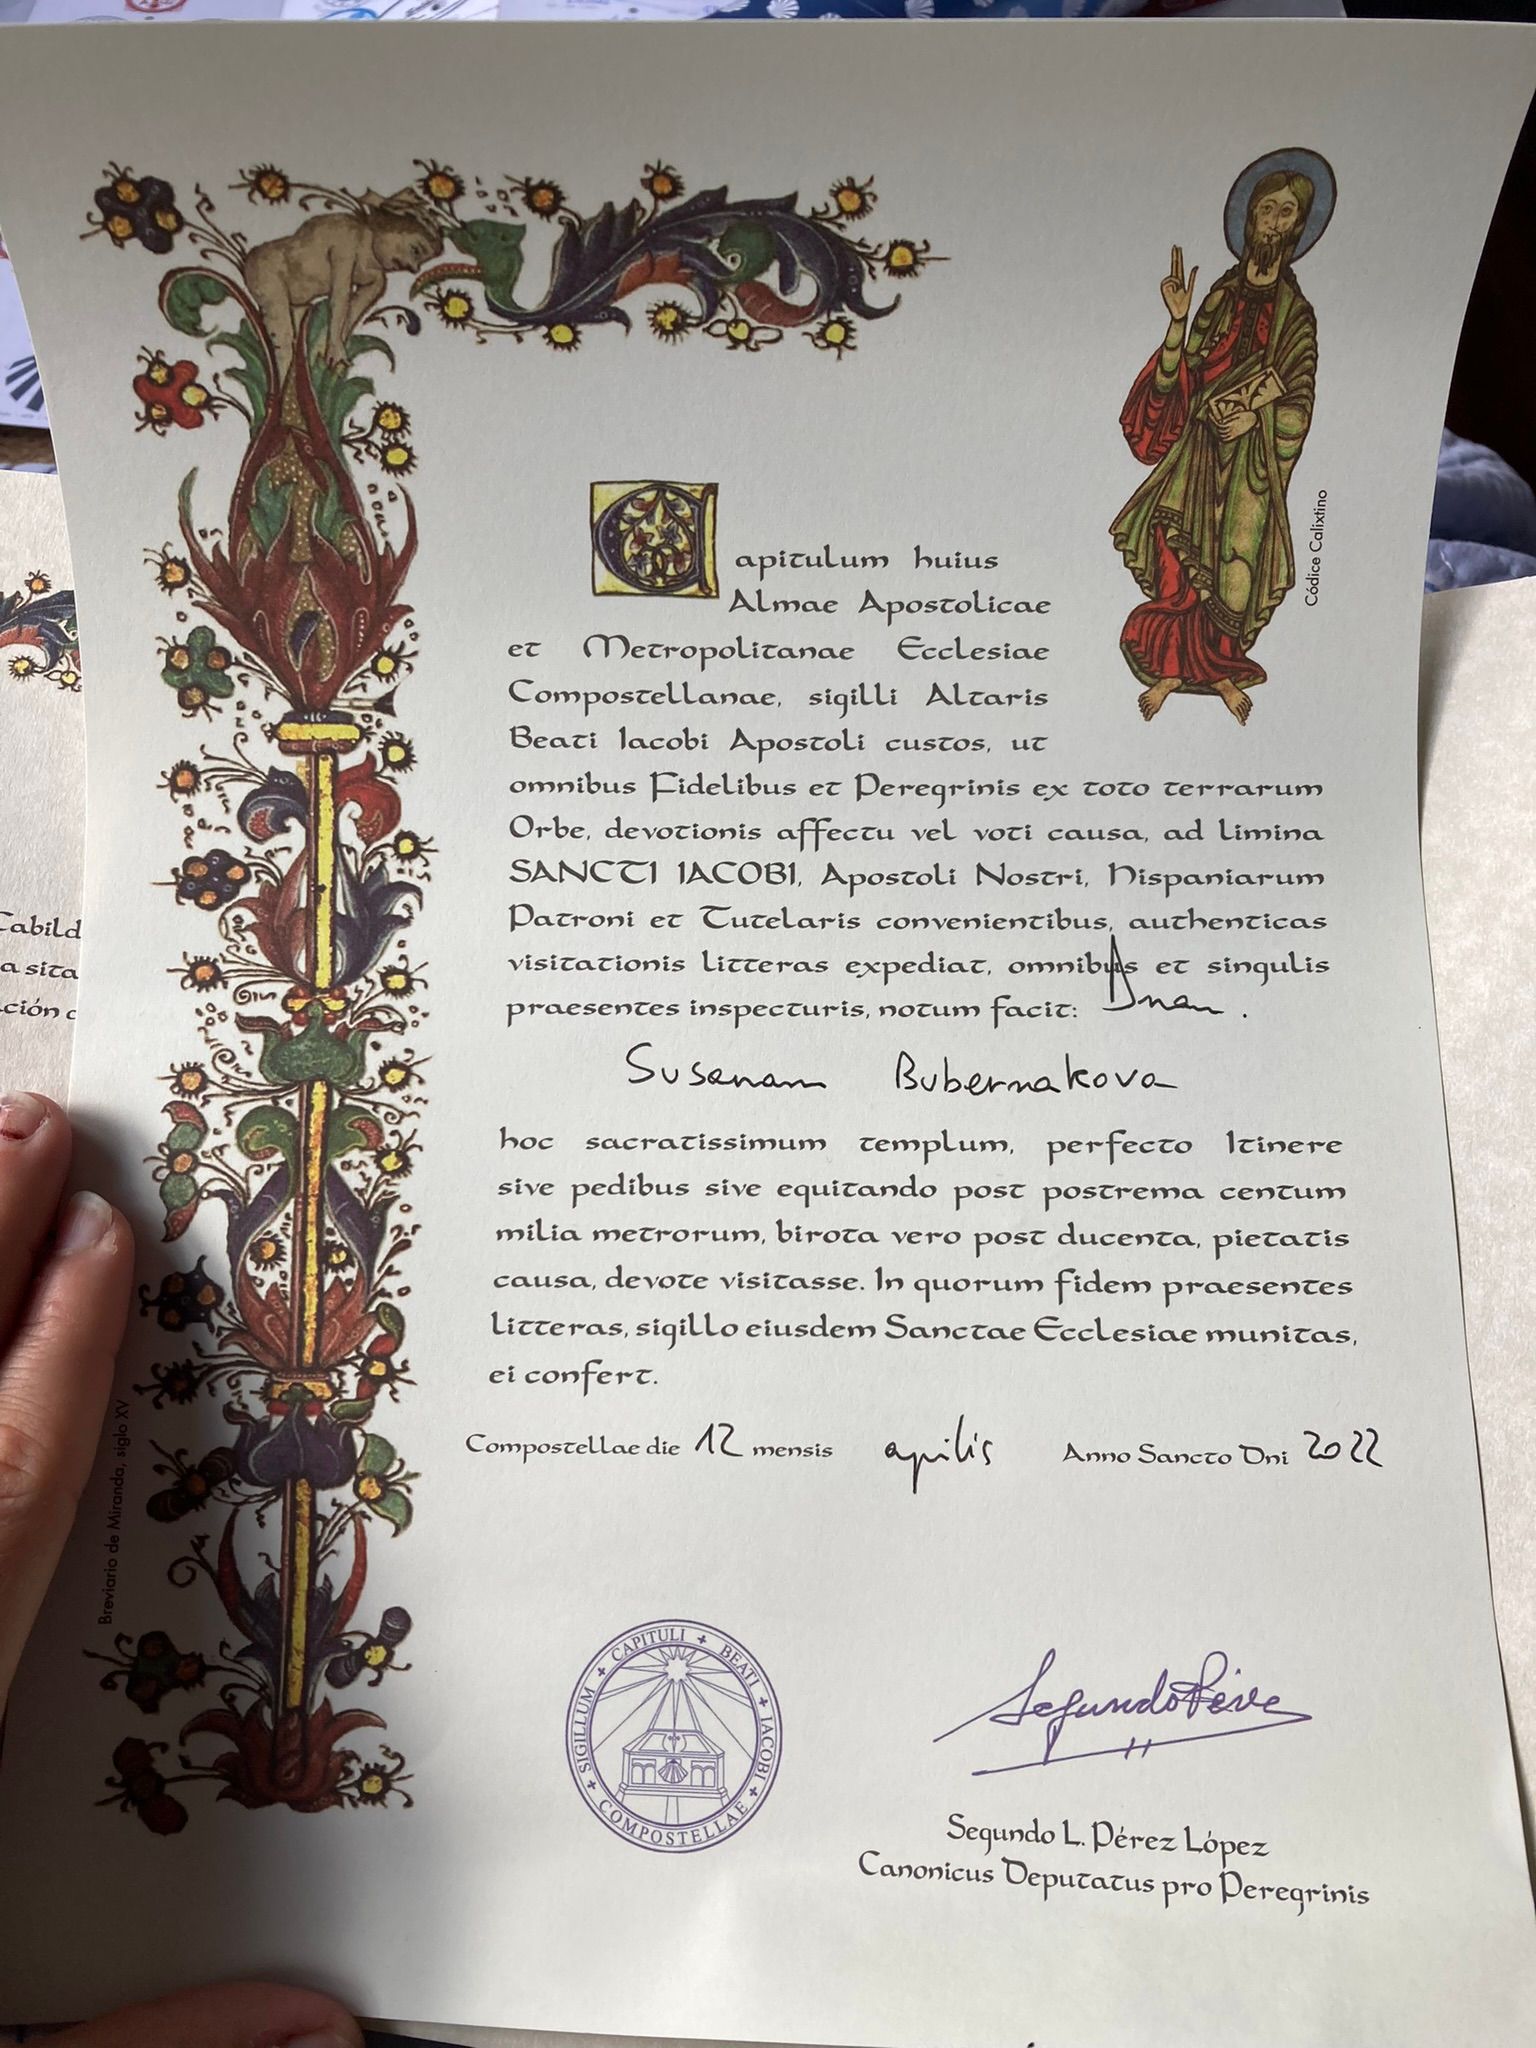 Capitulum huius
Almae Apostolicae
et Metropolitanae Ecclesiae
Compostellanae, sigilli Altaris
Beati Iacobi Apostoli custos, ut
omnibus Fidelibus et Peregrinis ex toto terrarum
Orbe, devotionis affectu vel voti causa, ad limina
SANCTI IACOBI, Apostoli Nostri, Hispaniarum
Patroni et Tutelaris convenientibus, authenticas
visitationis litteras expediat, omnibus et singulis
praesentes inspecturis, notum facit: Dnam.
Susanam Bubernakova
hoc sacratissimum templum, perfecto Itinere
sive pedibus sive equitando post postrema centum
milia metrorum, birota vero post ducenta, pietatis
causa, devote visitasse. In quorum fidem praesentes
litteras, sigillo eiusdem Sanctae Ecclesiae munitas,
ei confert.
Compostellae die 12 mensis aprilis Anno Sancto Dni 2022
SIGILLUM + CAPITULI + BEATI + IACOBI + COMPOSTELLAE +
Segundo Pérez
Segundo L. Pérez López
Canonicus Deputatus pro Peregrinis
Códice Calixtino
Breviario de Miranda, siglo XV
Cabild
a sita
ción